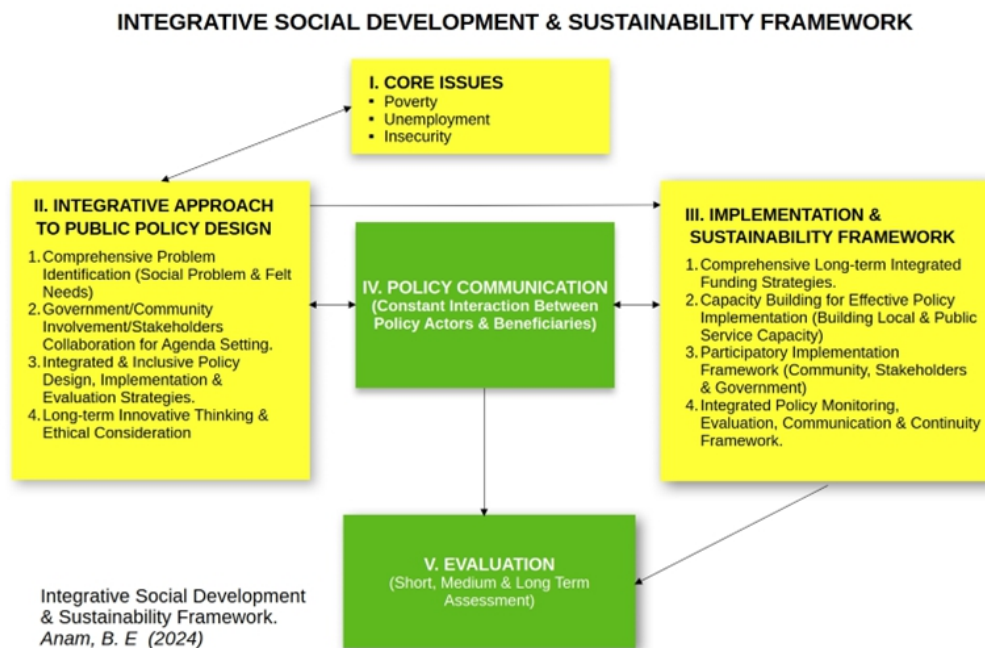 INTEGRATIVE SOCIAL DEVELOPMENT & SUSTAINABILITY FRAMEWORK
I. CORE ISSUES
▪ Poverty
▪ Unemployment
▪ Insecurity
II. INTEGRATIVE APPROACH
TO PUBLIC POLICY DESIGN
1. Comprehensive Problem
Identification (Social Problem & Felt
Needs)
2. Government/Community
Involvement/Stakeholders
Collaboration for Agenda Setting.
3. Integrated & Inclusive Policy
Design, Implementation &
Evaluation Strategies.
4. Long-term Innovative Thinking &
Ethical Consideration
IV. POLICY COMMUNICATION
(Constant Interaction Between
Policy Actors & Beneficiaries)
III. IMPLEMENTATION &
SUSTAINABILITY FRAMEWORK
1. Comprehensive Long-term Integrated
Funding Strategies.
2. Capacity Building for Effective Policy
Implementation (Building Local & Public
Service Capacity)
3. Participatory Implementation
Framework (Community, Stakeholders
& Government)
4. Integrated Policy Monitoring,
Evaluation, Communication & Continuity
Framework.
V. EVALUATION
(Short, Medium & Long Term
Assessment)
Integrative Social Development
& Sustainability Framework.
Anam, B. E (2024)